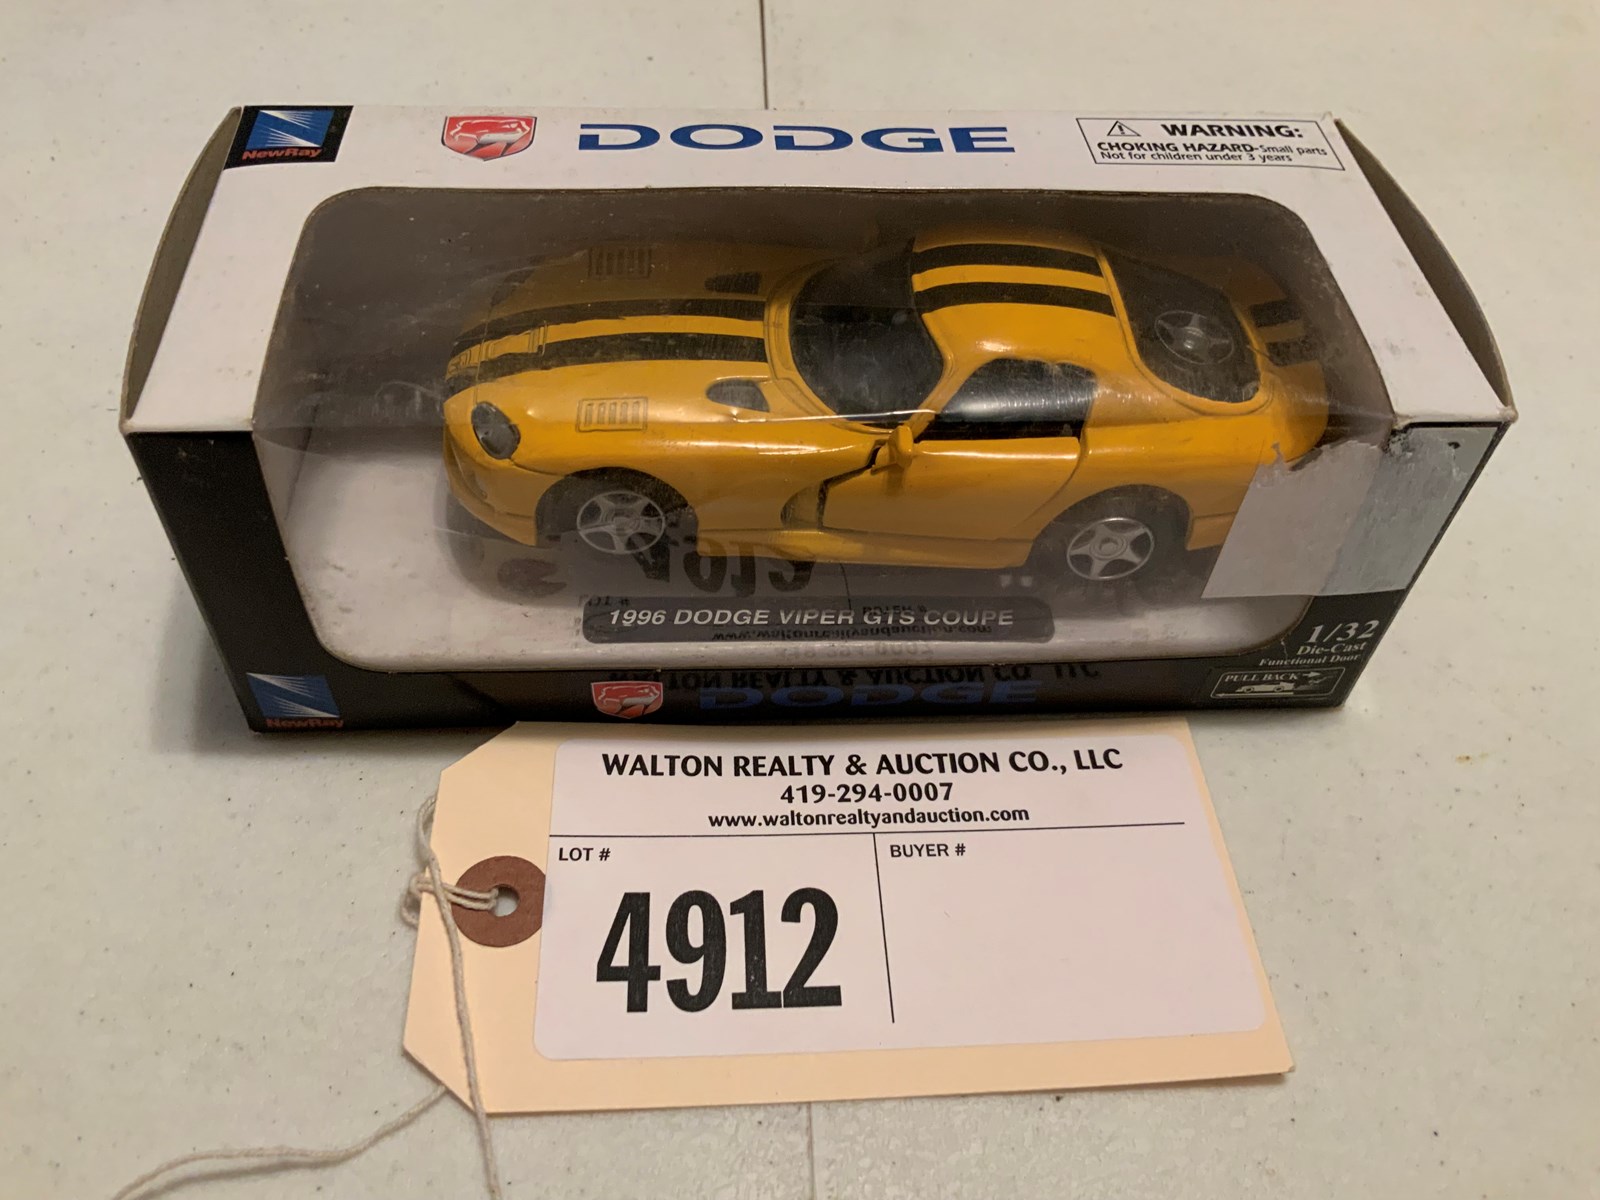 NewRay
DODGE
WARNING:
CHOKING HAZARD-Small parts
Not for children under 3 years
1996 DODGE VIPER GTS COUPE
1/32
Die-Cast
Functional Door
PULL BACK
NewRay
DODGE
WALTON REALTY & AUCTION CO., LLC
419-294-0007
www.waltonrealtyandauction.com
LOT #
BUYER #
4912